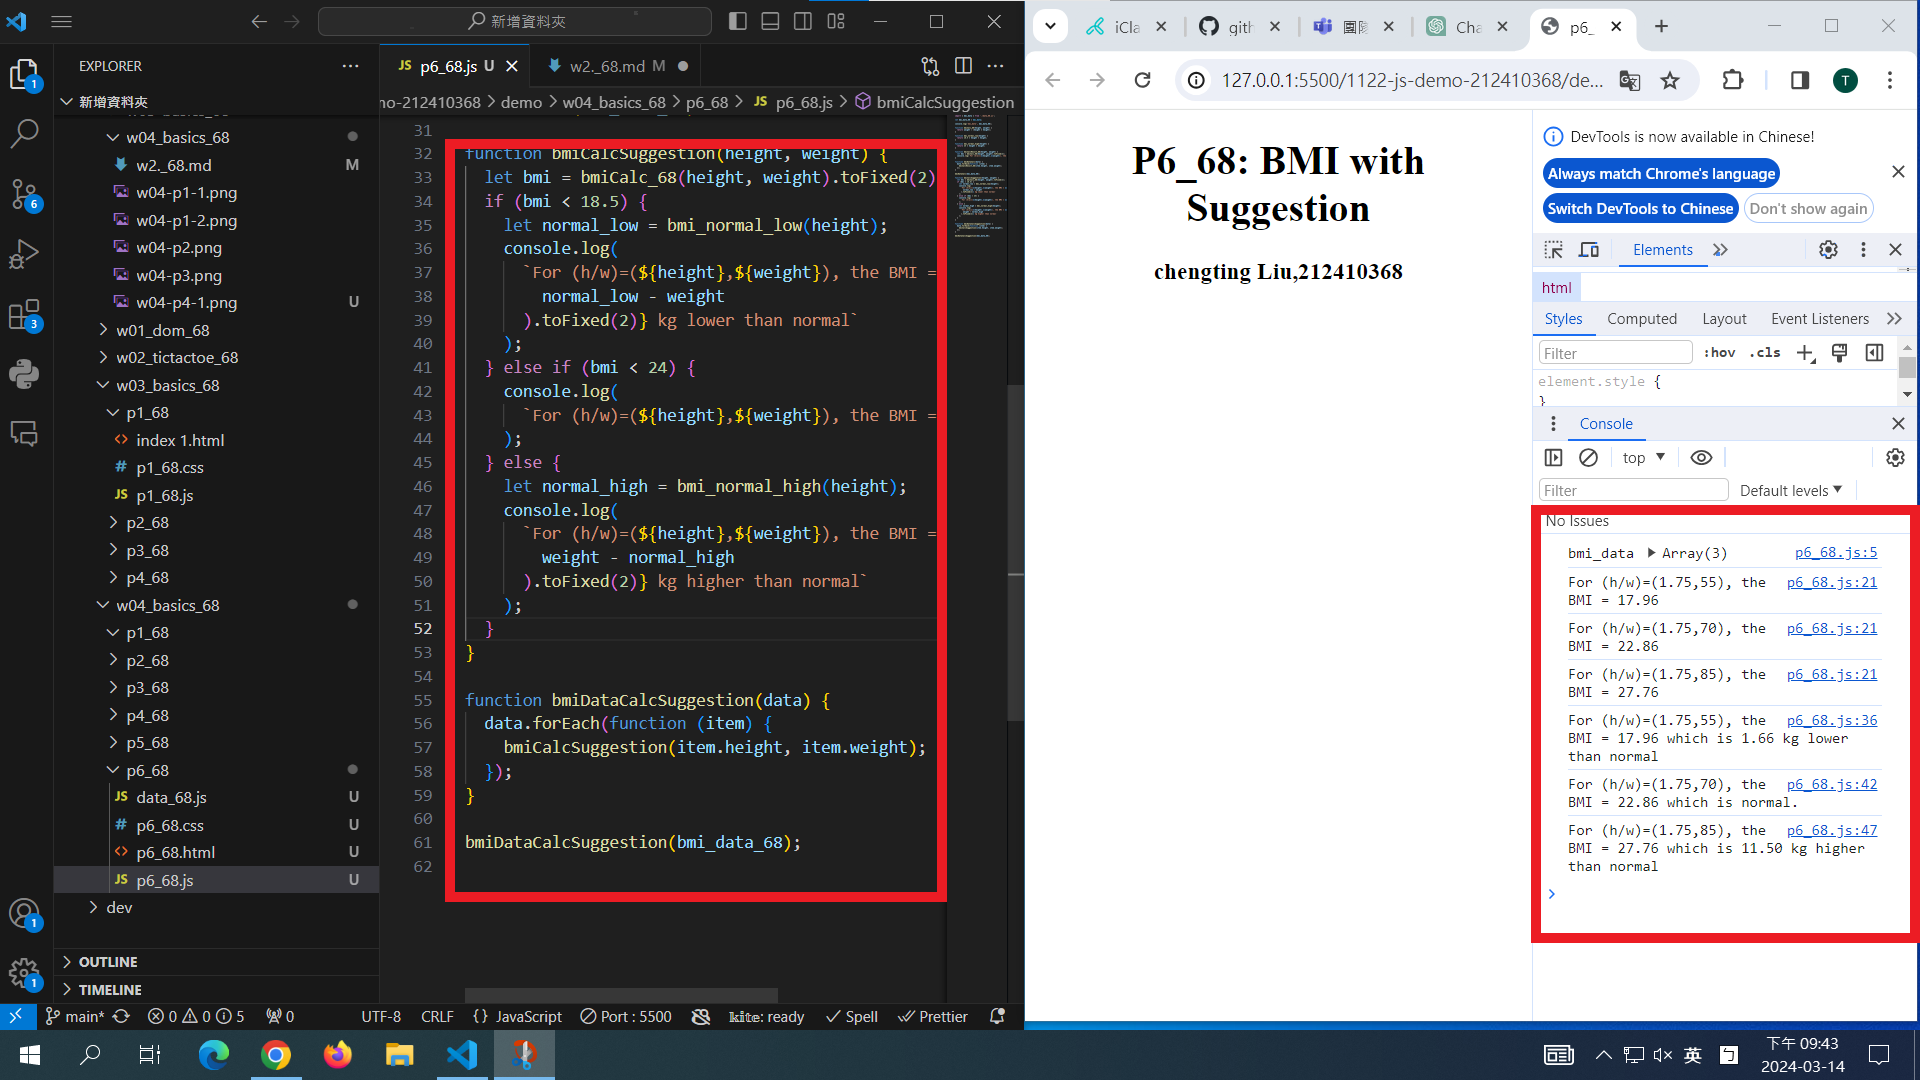 新增資料夾
EXPLORER
新增資料夾
w04_basics_68
w2._68.md M
w04-p1-1.png
w04-p1-2.png
w04-p2.png
w04-p3.png
w04-p4-1.png U
w01_dom_68
w02_tictactoe_68
w03_basics_68
p1_68
index 1.html
p1_68.css
p1_68.js
p2_68
p3_68
p4_68
w04_basics_68
p1_68
p2_68
p3_68
p4_68
p5_68
p6_68
data_68.js U
p6_68.css U
p6_68.html U
p6_68.js U
dev
OUTLINE
TIMELINE
1
6
3
1
1
p6_68.js U
w2._68.md M
mo-212410368 > demo > w04_basics_68 > p6_68 > JS p6_68.js > bmiCalcSuggestion
31
32 function bmiCalcSuggestion(height, weight) {
33 let bmi = bmiCalc_68(height, weight).toFixed(2)
34 if (bmi < 18.5) {
35 let normal_low = bmi_normal_low(height);
36 console.log(
37 `For (h/w)=(${height},${weight}), the BMI =
38 normal_low - weight
39 ).toFixed(2)} kg lower than normal`
40 );
41 } else if (bmi < 24) {
42 console.log(
43 `For (h/w)=(${height},${weight}), the BMI =
44 );
45 } else {
46 let normal_high = bmi_normal_high(height);
47 console.log(
48 `For (h/w)=(${height},${weight}), the BMI =
49 weight - normal_high
50 ).toFixed(2)} kg higher than normal`
51 );
52 }
53 }
54
55 function bmiDataCalcSuggestion(data) {
56 data.forEach(function (item) {
57 bmiCalcSuggestion(item.height, item.weight);
58 });
59 }
60
61 bmiDataCalcSuggestion(bmi_data_68);
62
main* 0 0 5 0 UTF-8 CRLF {} JavaScript Port : 5500 kite: ready Spell Prettier
iCla
gith
Cha
p6_
127.0.0.1:5500/1122-js-demo-212410368/de...
T
P6_68: BMI with
Suggestion
chengting Liu,212410368
DevTools is now available in Chinese!
Always match Chrome's language
Switch DevTools to Chinese Don't show again
Elements
html
Styles Computed Layout Event Listeners
Filter :hov .cls
element.style {
}
Console
top
Filter Default levels
No Issues
bmi_data Array(3) p6_68.js:5
For (h/w)=(1.75,55), the p6_68.js:21
BMI = 17.96
For (h/w)=(1.75,70), the p6_68.js:21
BMI = 22.86
For (h/w)=(1.75,85), the p6_68.js:21
BMI = 27.76
For (h/w)=(1.75,55), the p6_68.js:36
BMI = 17.96 which is 1.66 kg lower
than normal
For (h/w)=(1.75,70), the p6_68.js:42
BMI = 22.86 which is normal.
For (h/w)=(1.75,85), the p6_68.js:47
BMI = 27.76 which is 11.50 kg higher
than normal
英
ㄅ
下午 09:43
2024-03-14